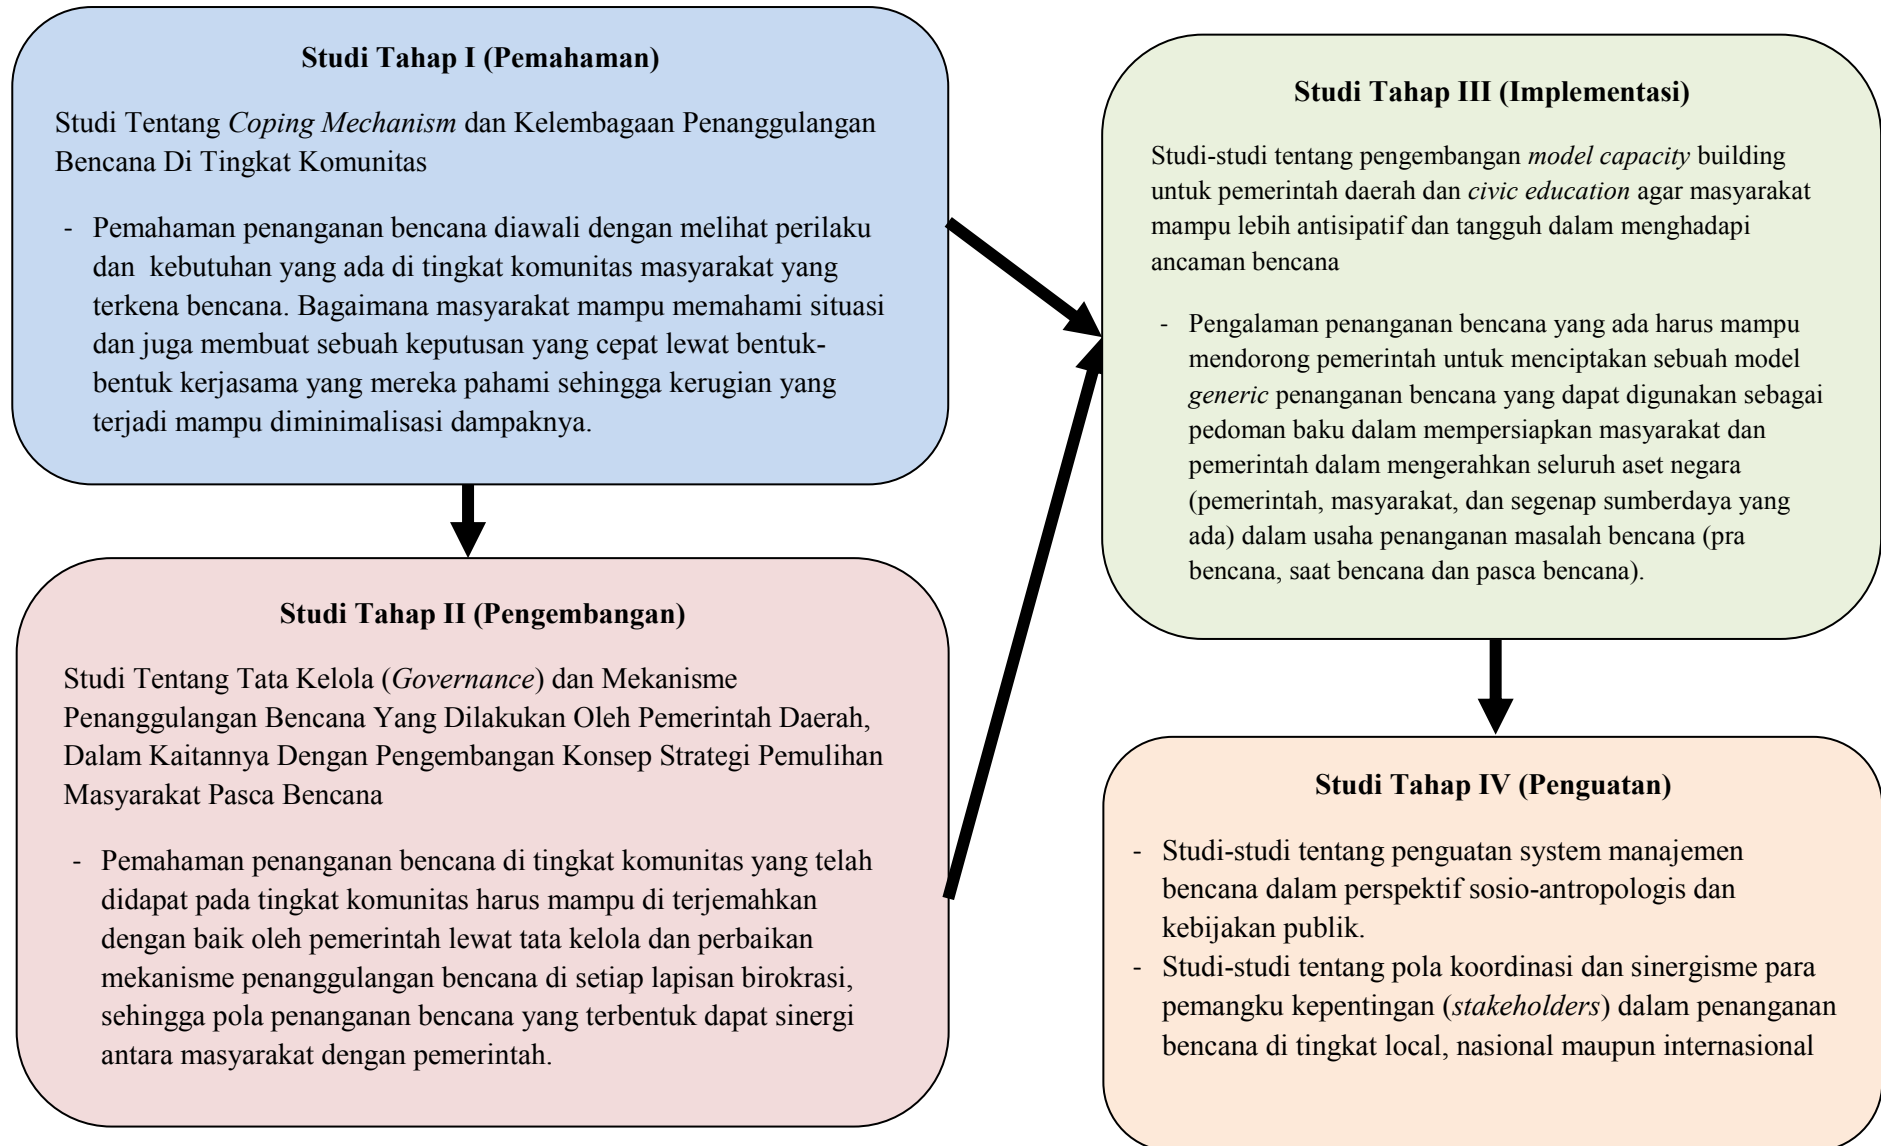 Studi Tahap I (Pemahaman)
Studi Tentang Coping Mechanism dan Kelembagaan Penanggulangan
Bencana Di Tingkat Komunitas
- Pemahaman penanganan bencana diawali dengan melihat perilaku
dan kebutuhan yang ada di tingkat komunitas masyarakat yang
terkena bencana. Bagaimana masyarakat mampu memahami situasi
dan juga membuat sebuah keputusan yang cepat lewat bentuk-
bentuk kerjasama yang mereka pahami sehingga kerugian yang
terjadi mampu diminimalisasi dampaknya.
Studi Tahap II (Pengembangan)
Studi Tentang Tata Kelola (Governance) dan Mekanisme
Penanggulangan Bencana Yang Dilakukan Oleh Pemerintah Daerah,
Dalam Kaitannya Dengan Pengembangan Konsep Strategi Pemulihan
Masyarakat Pasca Bencana
- Pemahaman penanganan bencana di tingkat komunitas yang telah
didapat pada tingkat komunitas harus mampu di terjemahkan
dengan baik oleh pemerintah lewat tata kelola dan perbaikan
mekanisme penanggulangan bencana di setiap lapisan birokrasi,
sehingga pola penanganan bencana yang terbentuk dapat sinergi
antara masyarakat dengan pemerintah.
Studi Tahap III (Implementasi)
Studi-studi tentang pengembangan model capacity building
untuk pemerintah daerah dan civic education agar masyarakat
mampu lebih antisipatif dan tangguh dalam menghadapi
ancaman bencana
- Pengalaman penanganan bencana yang ada harus mampu
mendorong pemerintah untuk menciptakan sebuah model
generic penanganan bencana yang dapat digunakan sebagai
pedoman baku dalam mempersiapkan masyarakat dan
pemerintah dalam mengerahkan seluruh aset negara
(pemerintah, masyarakat, dan segenap sumberdaya yang
ada) dalam usaha penanganan masalah bencana (pra
bencana, saat bencana dan pasca bencana).
Studi Tahap IV (Penguatan)
- Studi-studi tentang penguatan system manajemen
bencana dalam perspektif sosio-antropologis dan
kebijakan publik.
- Studi-studi tentang pola koordinasi dan sinergisme para
pemangku kepentingan (stakeholders) dalam penanganan
bencana di tingkat local, nasional maupun internasional